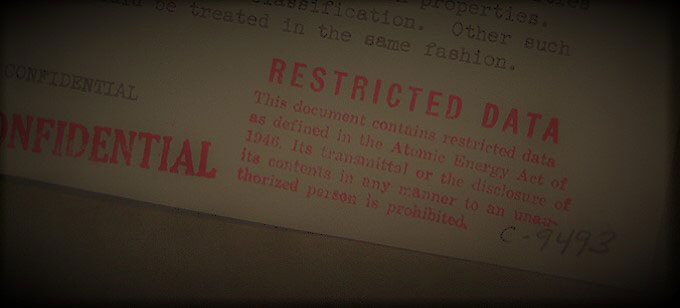 properties.
classification. Other such
be treated in the same fashion.
CONFIDENTIAL
RESTRICTED DATA
This document contains restricted data
as defined in the Atomic Energy Act of
1946. Its transmittal or the disclosure of
its contents in any manner to an unau-
thorized person is prohibited.
ONFIDENTIAL
C-9493